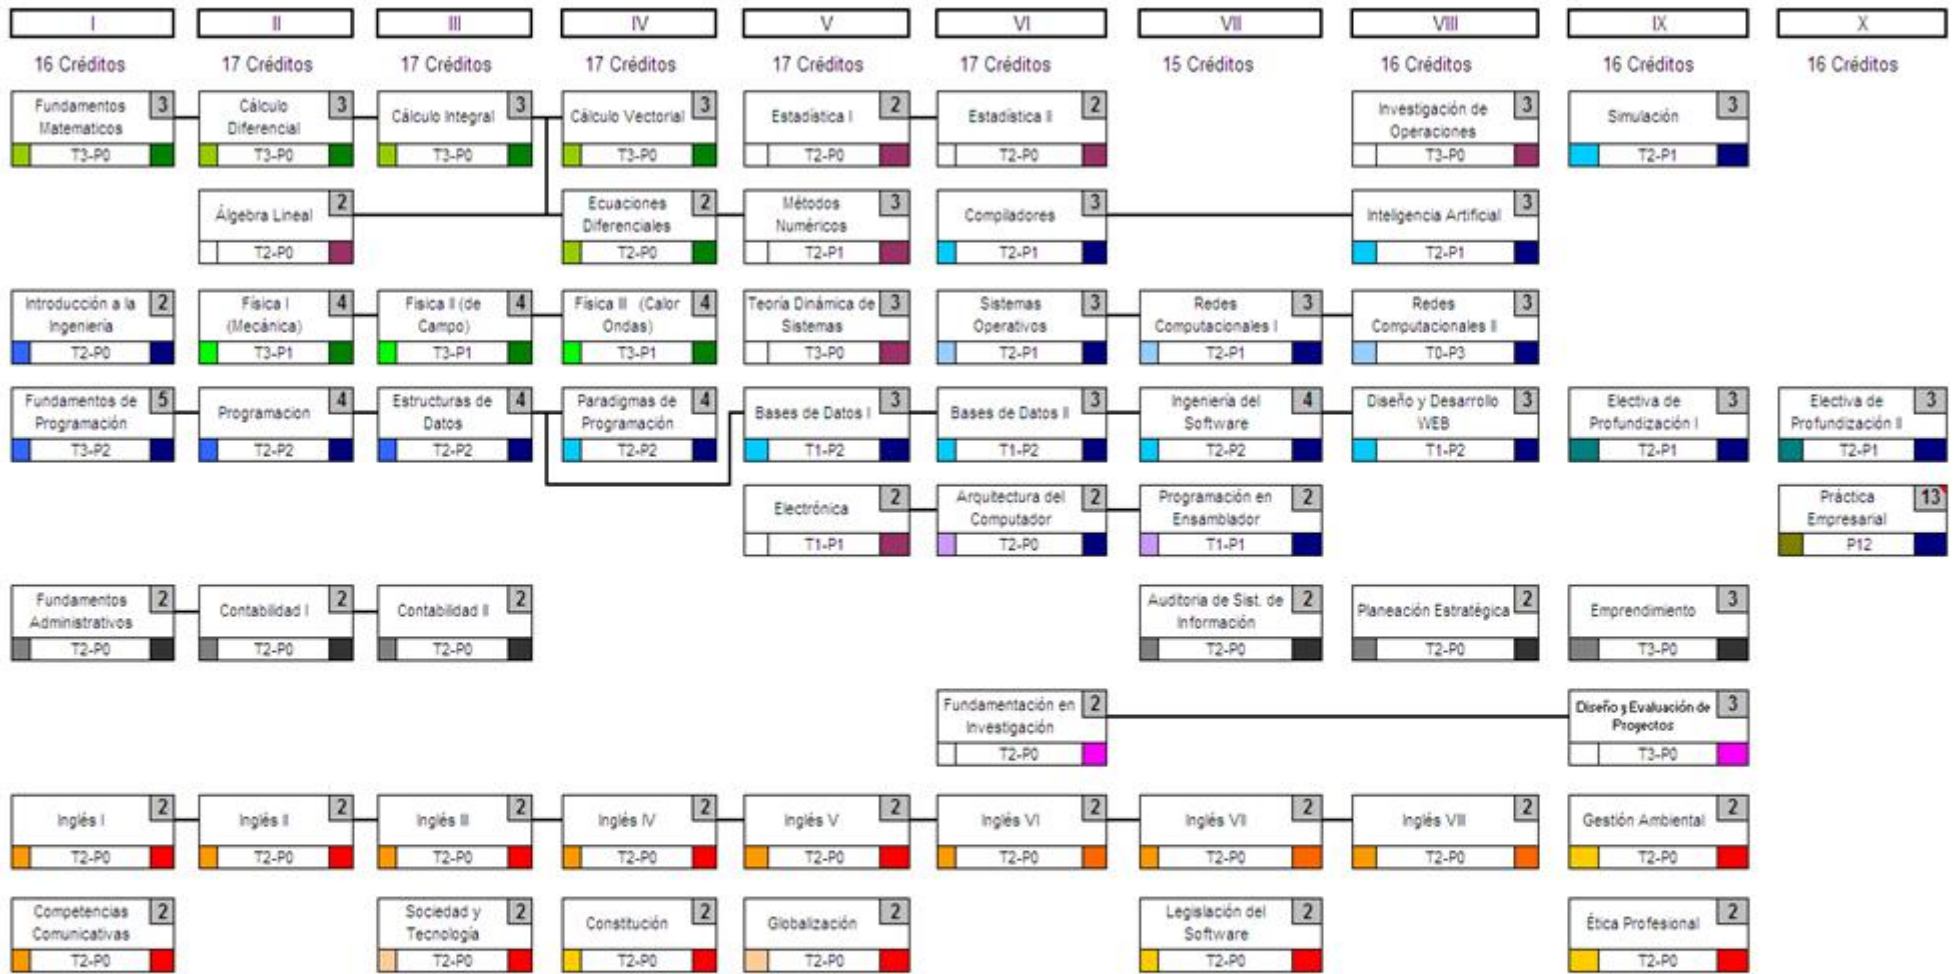 I II III IV V VI VII VIII IX X
16 Créditos 17 Créditos 17 Créditos 17 Créditos 17 Créditos 17 Créditos 15 Créditos 16 Créditos 16 Créditos 16 Créditos
Fundamentos Matematicos 3
T3-P0
Cálculo Diferencial 3
T3-P0
Cálculo Integral 3
T3-P0
Cálculo Vectorial 3
T3-P0
Estadística I 2
T2-P0
Estadística II 2
T2-P0
Investigación de Operaciones 3
T3-P0
Simulación 3
T2-P1
Álgebra Lineal 2
T2-P0
Ecuaciones Diferenciales 2
T2-P0
Métodos Numéricos 3
T2-P1
Compiladores 3
T2-P1
Inteligencia Artificial 3
T2-P1
Introducción a la Ingeniería 2
T2-P0
Física I (Mecánica) 4
T3-P1
Fisica II (de Campo) 4
T3-P1
Física III (Calor Ondas) 4
T3-P1
Teoría Dinámica de Sistemas 3
T3-P0
Sistemas Operativos 3
T2-P1
Redes Computacionales I 3
T2-P1
Redes Computacionales II 3
T0-P3
Fundamentos de Programación 5
T3-P2
Programacion 4
T2-P2
Estructuras de Datos 4
T2-P2
Paradigmas de Programación 4
T2-P2
Bases de Datos I 3
T1-P2
Bases de Datos II 3
T1-P2
Ingeniería del Software 4
T2-P2
Diseño y Desarrollo WEB 3
T1-P2
Electiva de Profundización I 3
T2-P1
Electiva de Profundización II 3
T2-P1
Electrónica 2
T1-P1
Arquitectura del Computador 2
T2-P0
Programación en Ensamblador 2
T1-P1
Práctica Empresarial 13
P12
Fundamentos Administrativos 2
T2-P0
Contabilidad I 2
T2-P0
Contabilidad II 2
T2-P0
Auditoria de Sist. de Información 2
T2-P0
Planeación Estratégica 2
T2-P0
Emprendimiento 3
T3-P0
Fundamentación en Investigación 2
T2-P0
Diseño y Evaluación de Proyectos 3
T3-P0
Inglés I 2
T2-P0
Inglés II 2
T2-P0
Inglés III 2
T2-P0
Inglés IV 2
T2-P0
Inglés V 2
T2-P0
Inglés VI 2
T2-P0
Inglés VII 2
T2-P0
Inglés VIII 2
T2-P0
Gestión Ambiental 2
T2-P0
Competencias Comunicativas 2
T2-P0
Sociedad y Tecnología 2
T2-P0
Constitución 2
T2-P0
Globalización 2
T2-P0
Legislación del Software 2
T2-P0
Ética Profesional 2
T2-P0